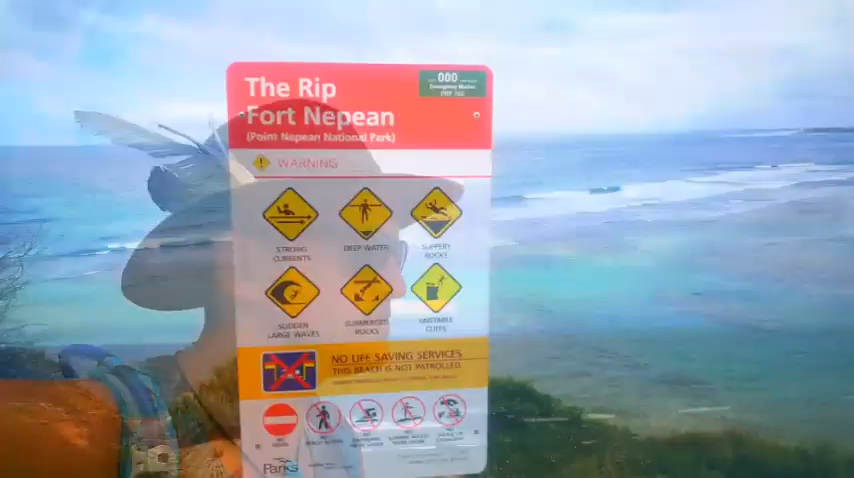 The Rip
Fort Nepean
(Point Nepean National Park)
000
Emergency Marker
WARNING
STRONG
CURRENTS
DEEP WATER
SLIPPERY
ROCKS
SUDDEN
LARGE WAVES
SUBMERGED
ROCKS
UNSTABLE
CLIFFS
NO LIFE SAVING SERVICES
THIS BEACH IS NOT PATROLLED
Parks